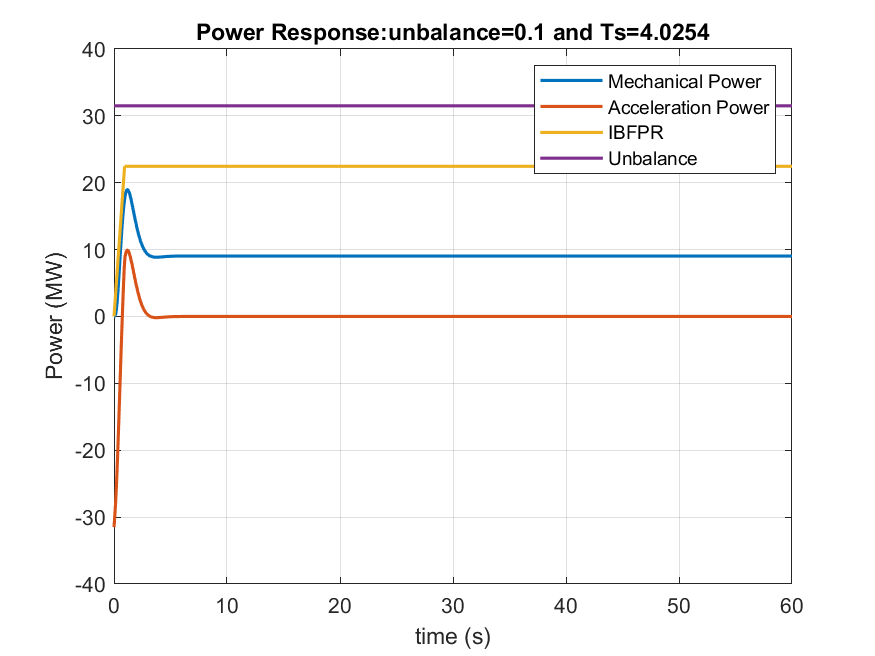 Power Response:unbalance=0.1 and Ts=4.0254
40
30
20
10
0
-10
-20
-30
-40
Power (MW)
Mechanical Power
Acceleration Power
IBFPR
Unbalance
0 10 20 30 40 50 60
time (s)